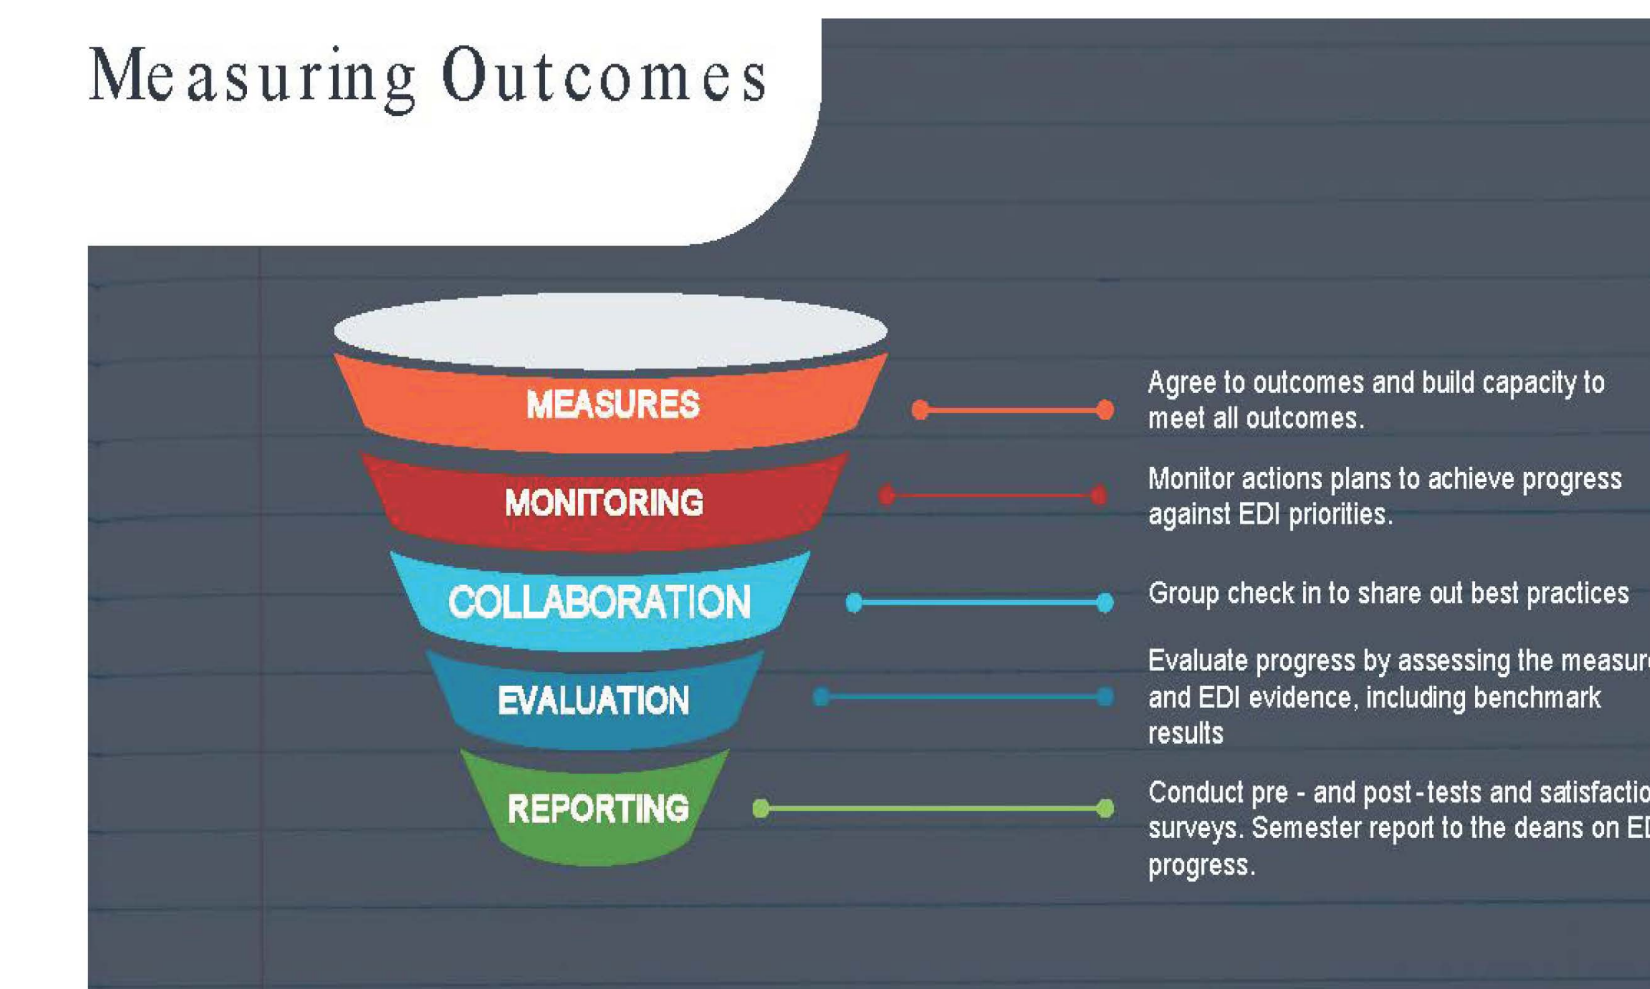 Measuring Outcomes
MEASURES
Agree to outcomes and build capacity to
meet all outcomes.
MONITORING
Monitor actions plans to achieve progress
against EDI priorities.
COLLABORATION
Group check in to share out best practices
EVALUATION
Evaluate progress by assessing the
and EDI evidence, including benchmark
results
REPORTING
Conduct pre - and post-tests and
surveys. Semester report to the deans on
progress.